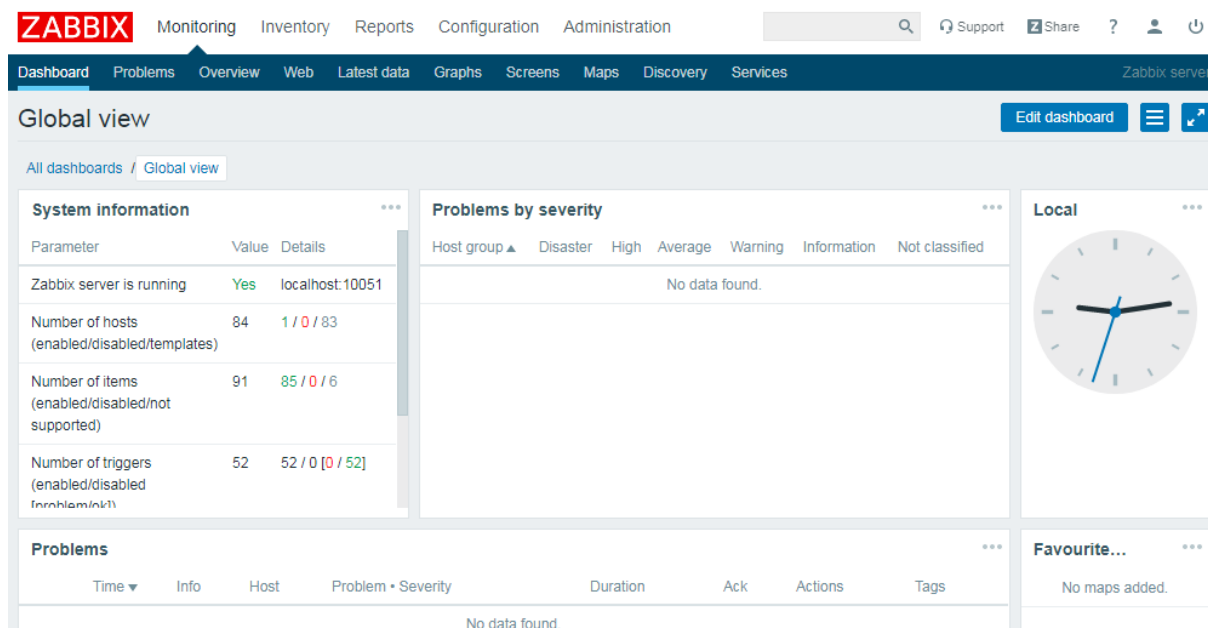 ZABBIX Monitoring Inventory Reports Configuration Administration Support Z Share ?
Dashboard Problems Overview Web Latest data Graphs Screens Maps Discovery Services Zabbix server
Global view Edit dashboard
All dashboards / Global view
System information
Parameter Value Details
Zabbix server is running Yes localhost:10051
Number of hosts 84 1 / 0 / 83
(enabled/disabled/templates)
Number of items 91 85 / 0 / 6
(enabled/disabled/not
supported)
Number of triggers 52 52 / 0 [0 / 52]
(enabled/disabled
[problem/ok])
Problems by severity
Host group ▲ Disaster High Average Warning Information Not classified
No data found.
Local
Problems
Time ▼ Info Host Problem • Severity Duration Ack Actions Tags
No data found.
Favourite...
No maps added.